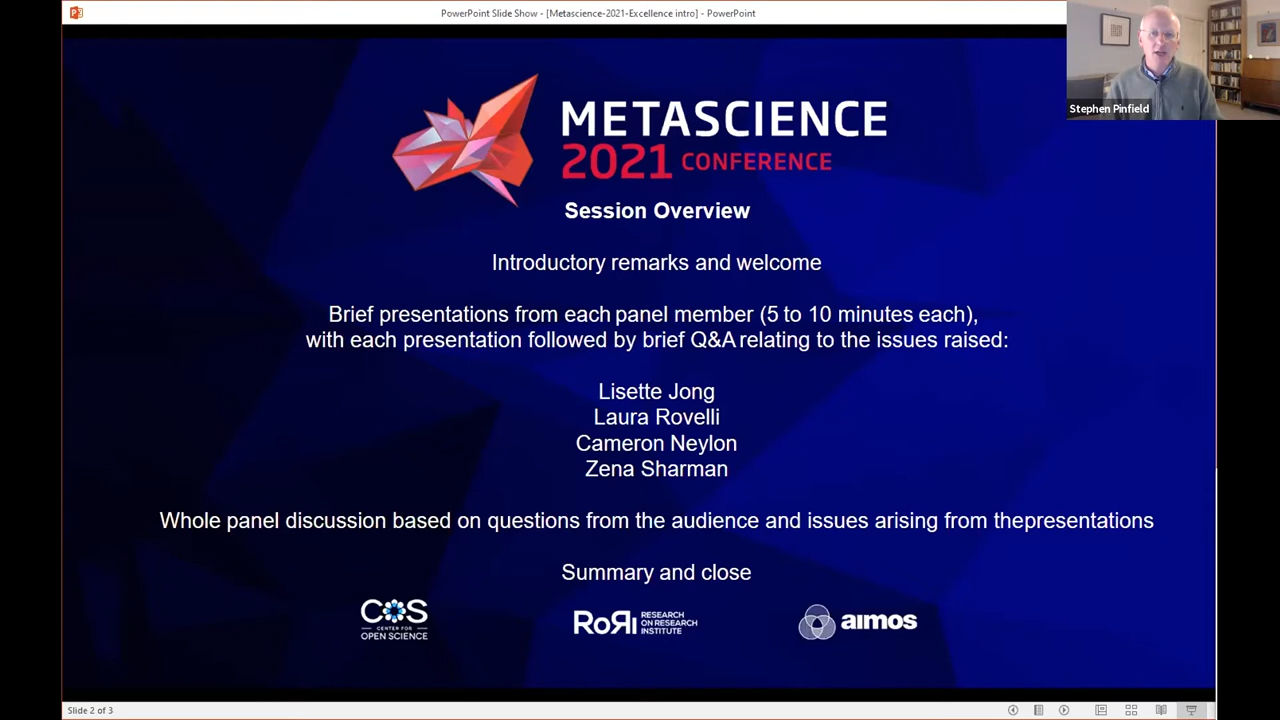 PowerPoint Slide Show - [Metascience-2021-Excellence intro] - PowerPoint
Stephen Pinfield
METASCIENCE
2021 CONFERENCE
Session Overview
Introductory remarks and welcome
Brief presentations from each panel member (5 to 10 minutes each),
with each presentation followed by brief Q&A relating to the issues raised:
Lisette Jong
Laura Rovelli
Cameron Neylon
Zena Sharman
Whole panel discussion based on questions from the audience and issues arising from thepresentations
Summary and close
COS
CENTER FOR
OPEN SCIENCE
RoRI
RESEARCH
ON RESEARCH
INSTITUTE
aimos
Slide 2 of 3